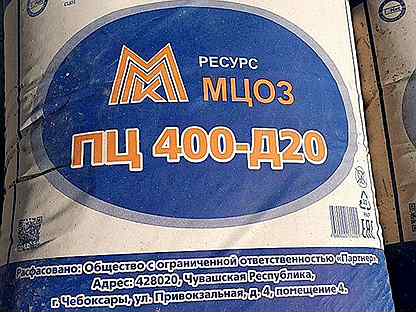 РЕСУРС
МЦОЗ
ПЦ 400-Д20
ЕАС
Расфасовано: Общество с ограниченной ответственностью «Партнер»
Адрес: 428020, Чувашская Республика,
г. Чебоксары, ул. Привокзальная, д. 4, помещение 4.